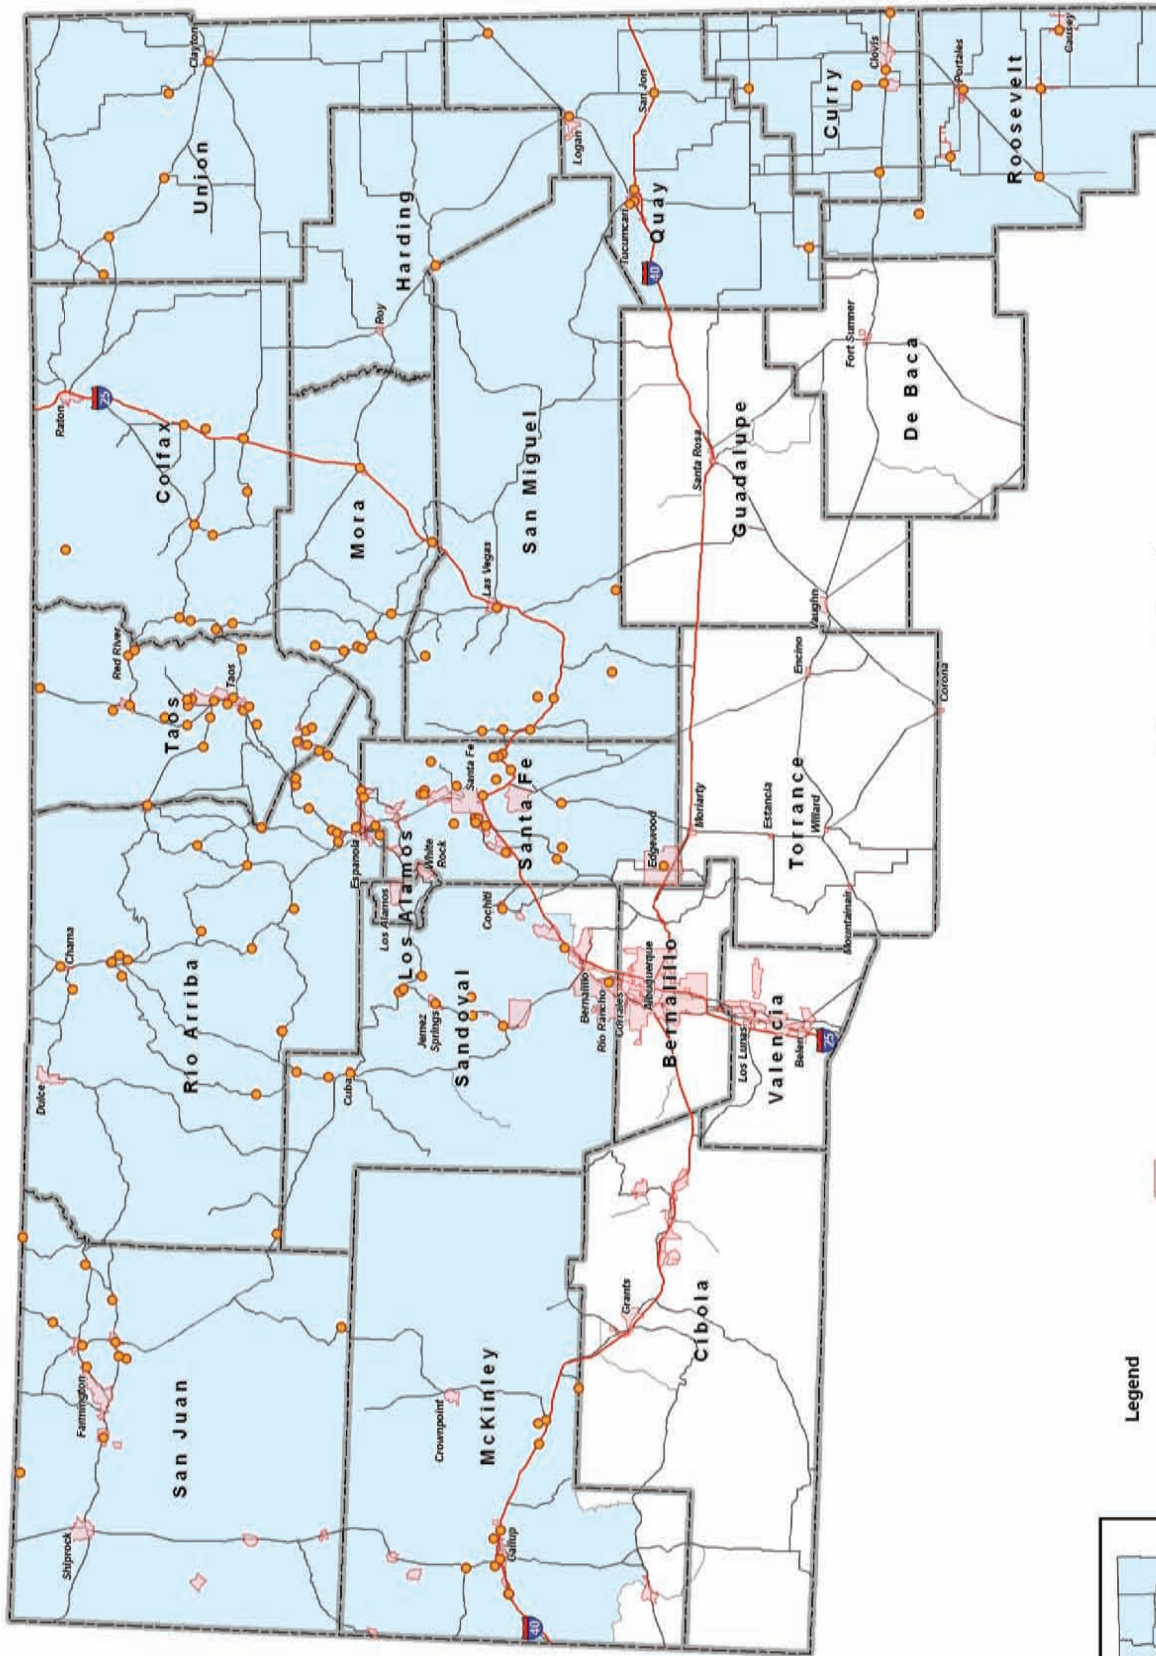 Shiprock
Farmington
San Juan
Dulce
Chama
Rio Arriba
Red River
Taos
Taos
Raton
25
Colfax
Clayton
Union
Crownpoint
McKinley
Gallup
40
Cuba
Jemez
Springs
Sandoval
Cochiti
Los Alamos
Los Alamos
White
Rock
Espanola
Santa Fe
Santa Fe
Edgewood
Mora
Las Vegas
San Miguel
Roy
Harding
Logan
San Jon
Tucumcari
Quay
40
Grants
Cibola
Bernalillo
Rio Rancho
Corrales
Albuquerque
Bernalillo
Los Lunas
Valencia
Belen
25
Moriarty
Estancia
Torrance
Willard
Mountainair
Encino
Vaughn
Corona
Santa Rosa
Guadalupe
Fort Sumner
De Baca
Clovis
Curry
Portales
Roosevelt
Causey
Legend